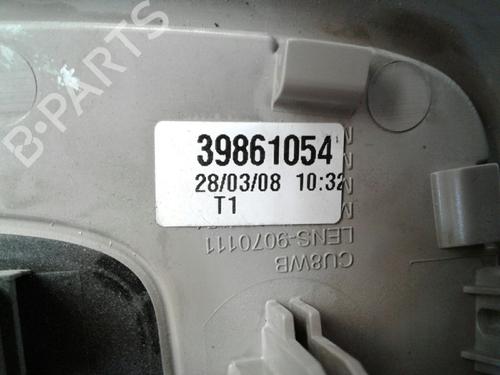 B-PARTS
39861054
28/03/08 10:32
T1
LENS-9070111
CU8WB